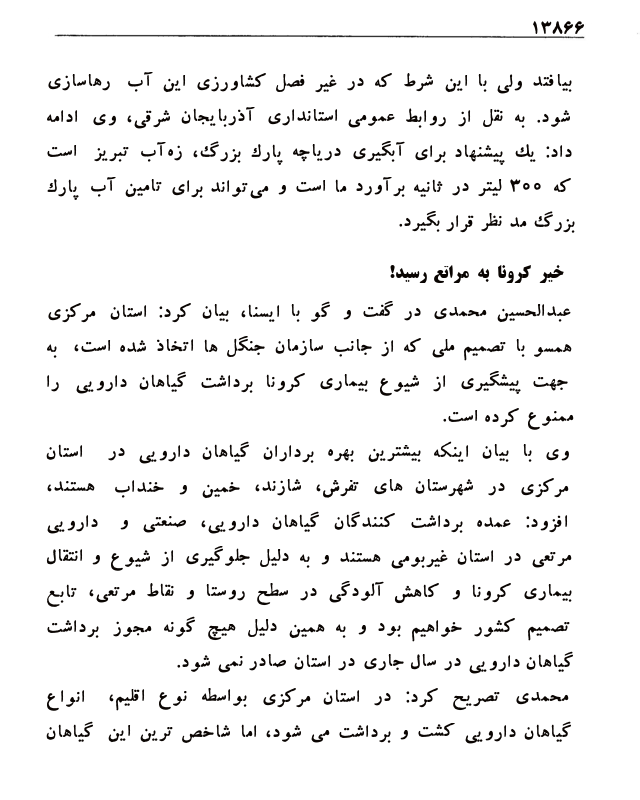 ۱۳۸۶۶
بیافتد ولی با این شرط که در غیر فصل کشاورزی این آب رهاسازی
شود. به نقل از روابط عمومی استانداری آذربایجان شرقی، وی ادامه
داد: یك پیشنهاد برای آبگیری دریاچه پارك بزرگ، زه‌آب تبریز است
که ۳۰۰ لیتر در ثانیه برآورد ما است و می‌تواند برای تامین آب پارك
بزرگ مد نظر قرار بگیرد.
خیر کرونا به مراتع رسید!
عبدالحسین محمدی در گفت و گو با ایسنا، بیان کرد: استان مرکزی
همسو با تصمیم ملی که از جانب سازمان جنگل ها اتخاذ شده است، به
جهت پیشگیری از شیوع بیماری کرونا برداشت گیاهان دارویی را
ممنوع کرده است.
وی با بیان اینکه بیشترین بهره برداران گیاهان دارویی در استان
مرکزی در شهرستان های تفرش، شازند، خمین و خنداب هستند،
افزود: عمده برداشت کنندگان گیاهان دارویی، صنعتی و دارویی
مرتعی در استان غیربومی هستند و به دلیل جلوگیری از شیوع و انتقال
بیماری کرونا و کاهش آلودگی در سطح روستا و نقاط مرتعی، تابع
تصمیم کشور خواهیم بود و به همین دلیل هیچ گونه مجوز برداشت
گیاهان دارویی در سال جاری در استان صادر نمی شود.
محمدی تصریح کرد: در استان مرکزی بواسطه نوع اقلیم، انواع
گیاهان دارویی کشت و برداشت می شود، اما شاخص ترین این گیاهان